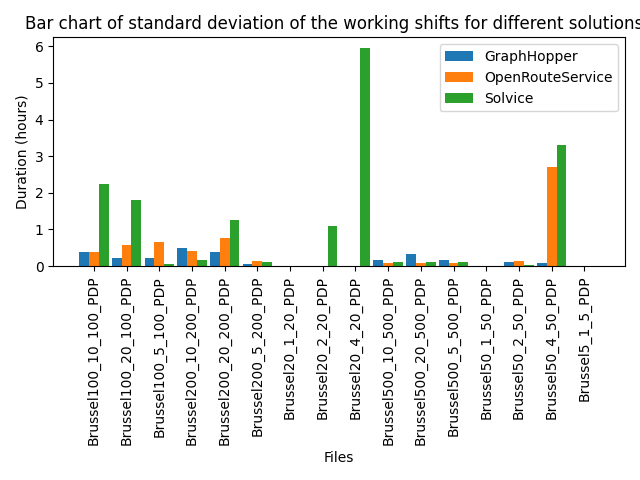 Bar chart of standard deviation of the working shifts for different solutions
Duration (hours)
6
5
4
3
2
1
0
GraphHopper
OpenRouteService
Solvice
Brussel100_10_100_PDP
Brussel100_20_100_PDP
Brussel100_5_100_PDP
Brussel200_10_200_PDP
Brussel200_20_200_PDP
Brussel200_5_200_PDP
Brussel20_1_20_PDP
Brussel20_2_20_PDP
Brussel20_4_20_PDP
Brussel500_10_500_PDP
Brussel500_20_500_PDP
Brussel500_5_500_PDP
Brussel50_1_50_PDP
Brussel50_2_50_PDP
Brussel50_4_50_PDP
Brussel5_1_5_PDP
Files